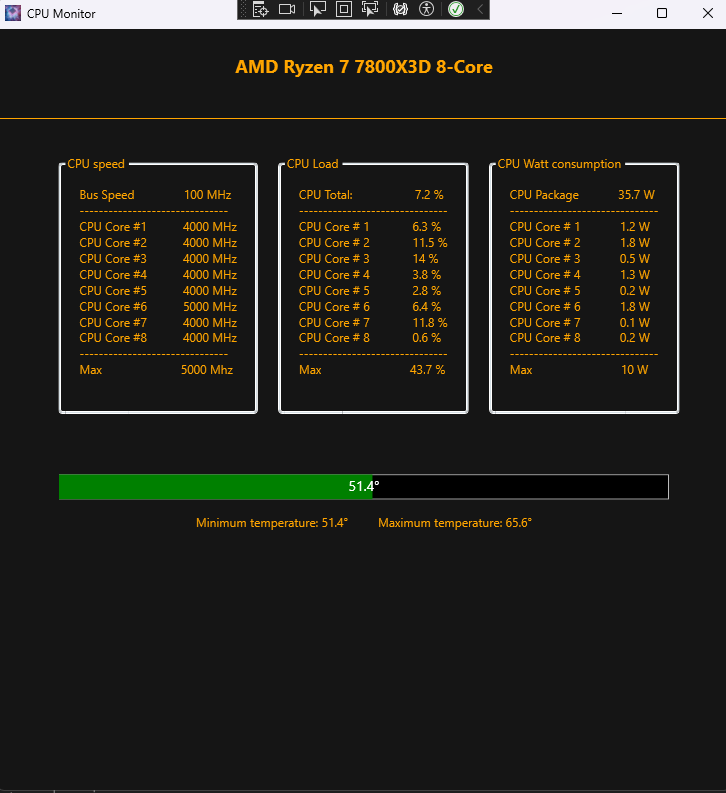 CPU Monitor
AMD Ryzen 7 7800X3D 8-Core
CPU speed
Bus Speed 100 MHz
-------------------------------
CPU Core #1 4000 MHz
CPU Core #2 4000 MHz
CPU Core #3 4000 MHz
CPU Core #4 4000 MHz
CPU Core #5 4000 MHz
CPU Core #6 5000 MHz
CPU Core #7 4000 MHz
CPU Core #8 4000 MHz
-------------------------------
Max 5000 Mhz
CPU Load
CPU Total: 7.2 %
-------------------------------
CPU Core # 1 6.3 %
CPU Core # 2 11.5 %
CPU Core # 3 14 %
CPU Core # 4 3.8 %
CPU Core # 5 2.8 %
CPU Core # 6 6.4 %
CPU Core # 7 11.8 %
CPU Core # 8 0.6 %
-------------------------------
Max 43.7 %
CPU Watt consumption
CPU Package 35.7 W
-------------------------------
CPU Core # 1 1.2 W
CPU Core # 2 1.8 W
CPU Core # 3 0.5 W
CPU Core # 4 1.3 W
CPU Core # 5 0.2 W
CPU Core # 6 1.8 W
CPU Core # 7 0.1 W
CPU Core # 8 0.2 W
-------------------------------
Max 10 W
51.4°
Minimum temperature: 51.4° Maximum temperature: 65.6°